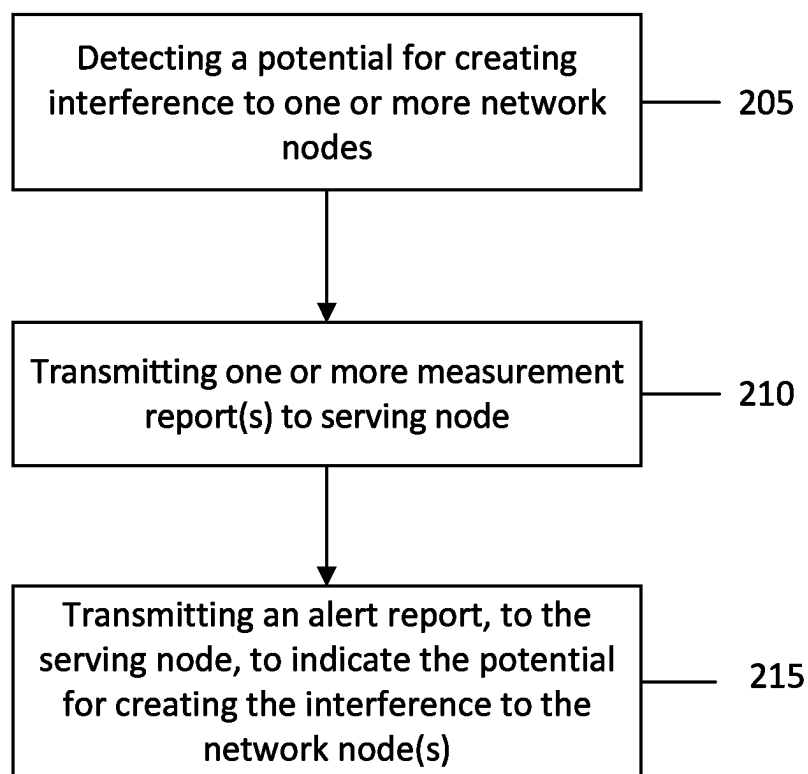 Detecting a potential for creating
interference to one or more network
nodes
205
Transmitting one or more measurement
report(s) to serving node
210
Transmitting an alert report, to the
serving node, to indicate the potential
for creating the interference to the
network node(s)
215